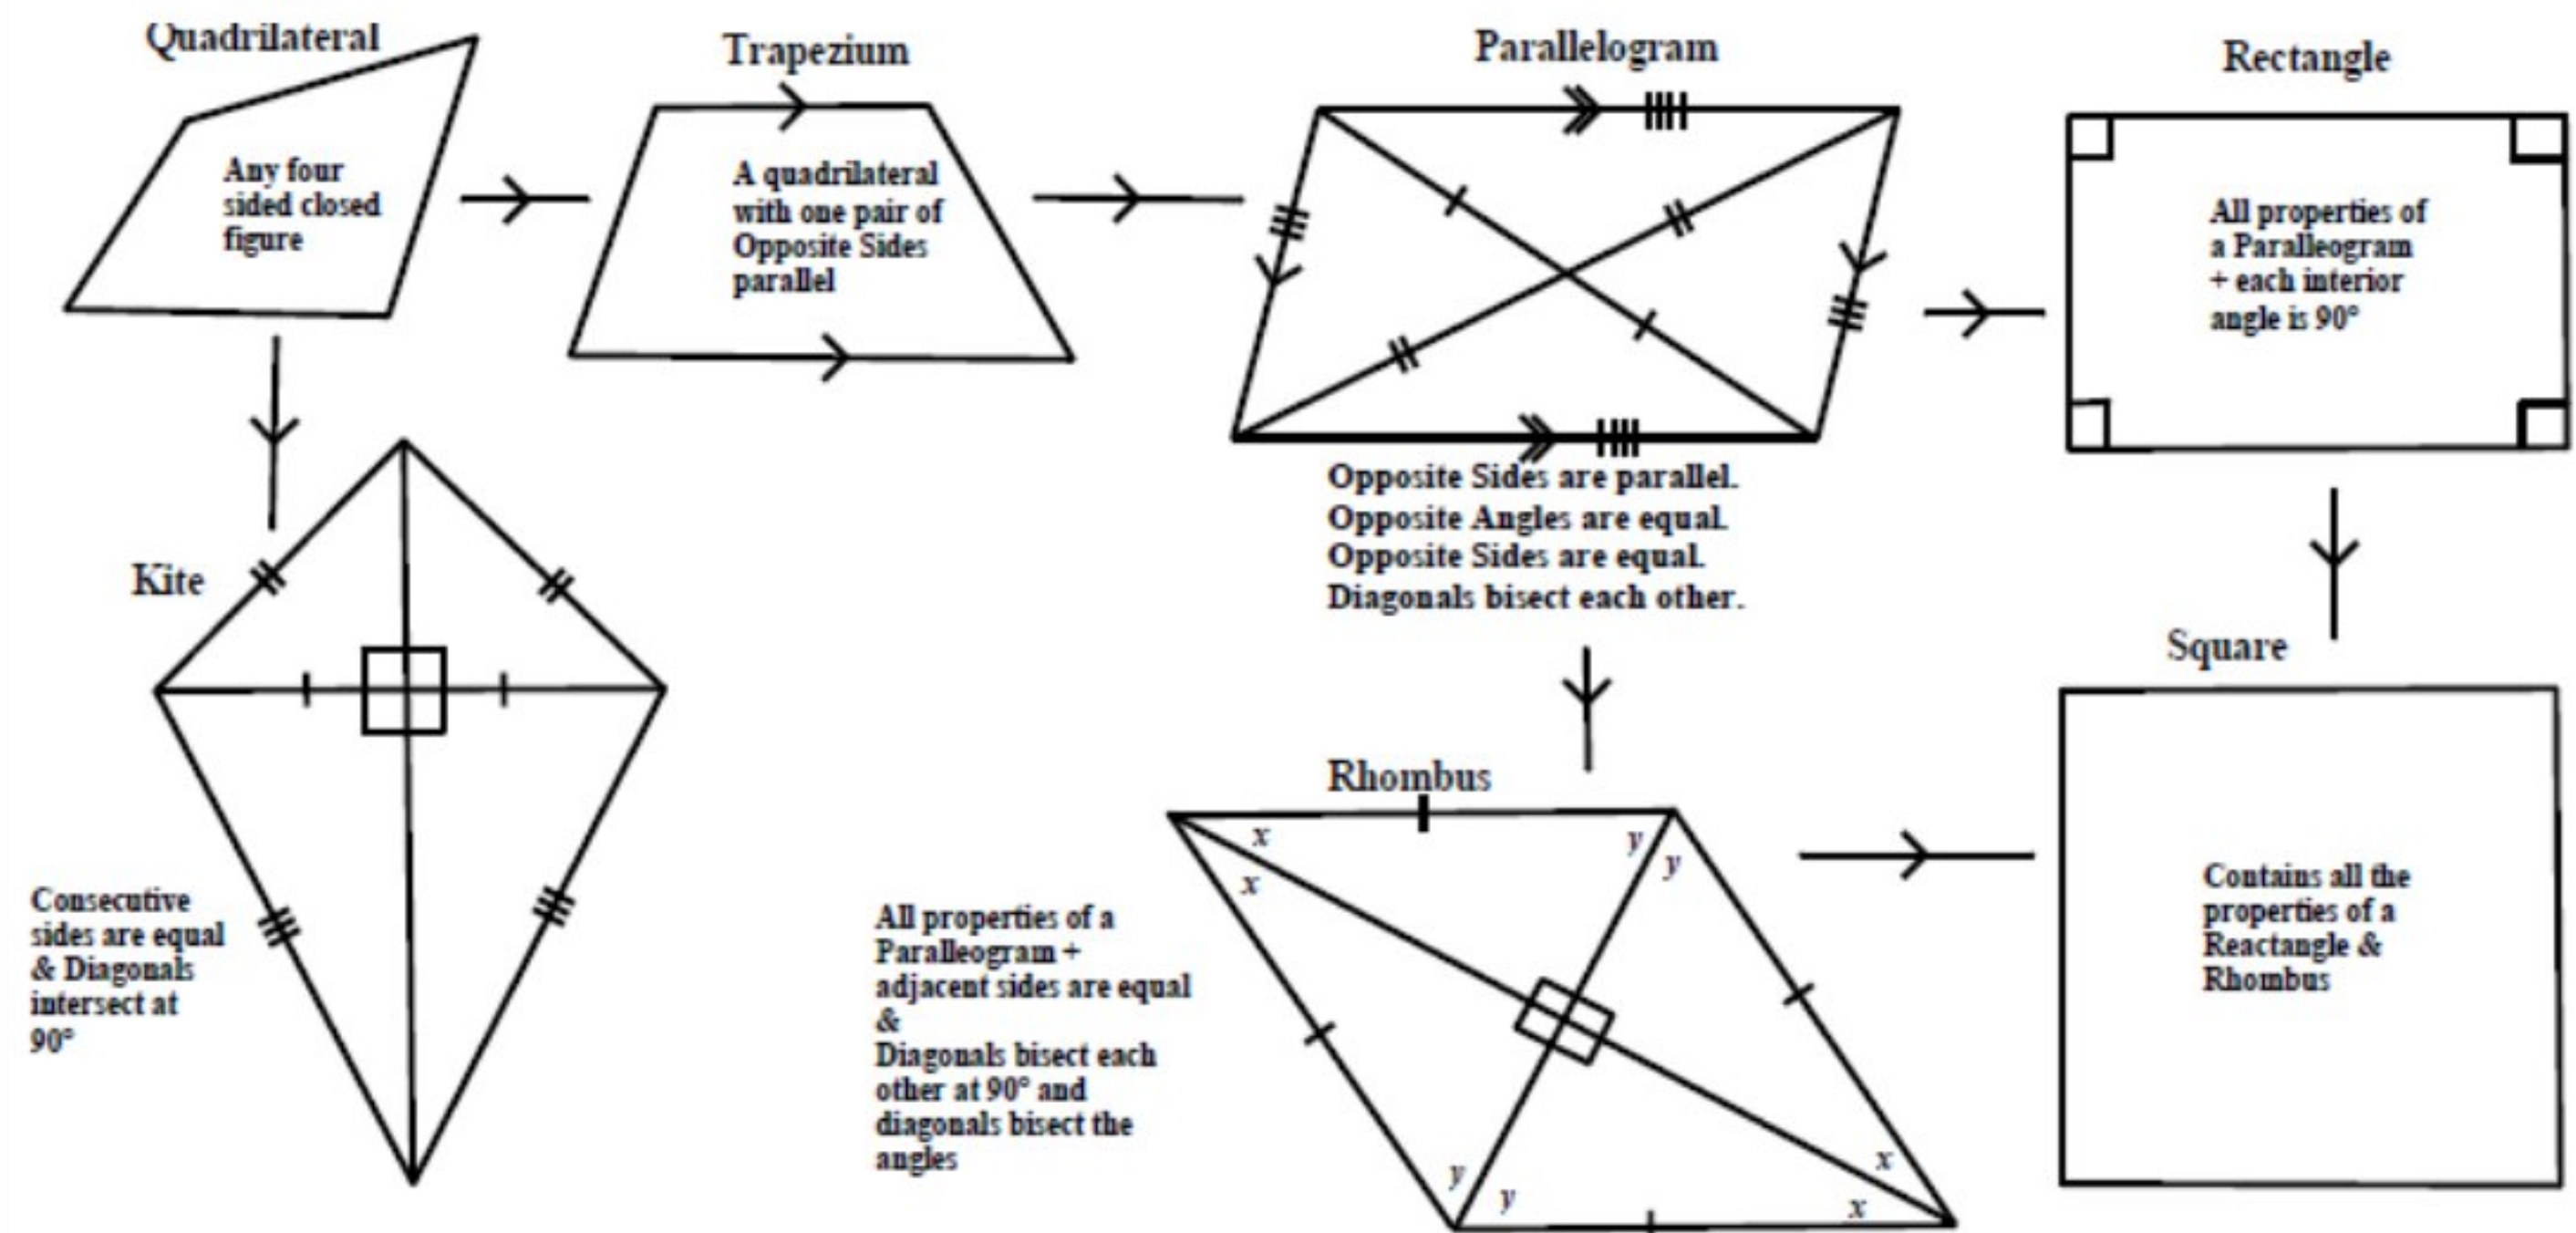 Quadrilateral
Any four
sided closed
figure
Trapezium
A quadrilateral
with one pair of
Opposite Sides
parallel
Parallelogram
Opposite Sides are parallel.
Opposite Angles are equal.
Opposite Sides are equal.
Diagonals bisect each other.
Rectangle
All properties of
a Paralleogram
+ each interior
angle is 90°
Kite
Consecutive
sides are equal
& Diagonals
intersect at
90°
Rhombus
x
x
y
y
y
y
x
x
All properties of a
Paralleogram +
adjacent sides are equal
&
Diagonals bisect each
other at 90° and
diagonals bisect the
angles
Square
Contains all the
properties of a
Reactangle &
Rhombus